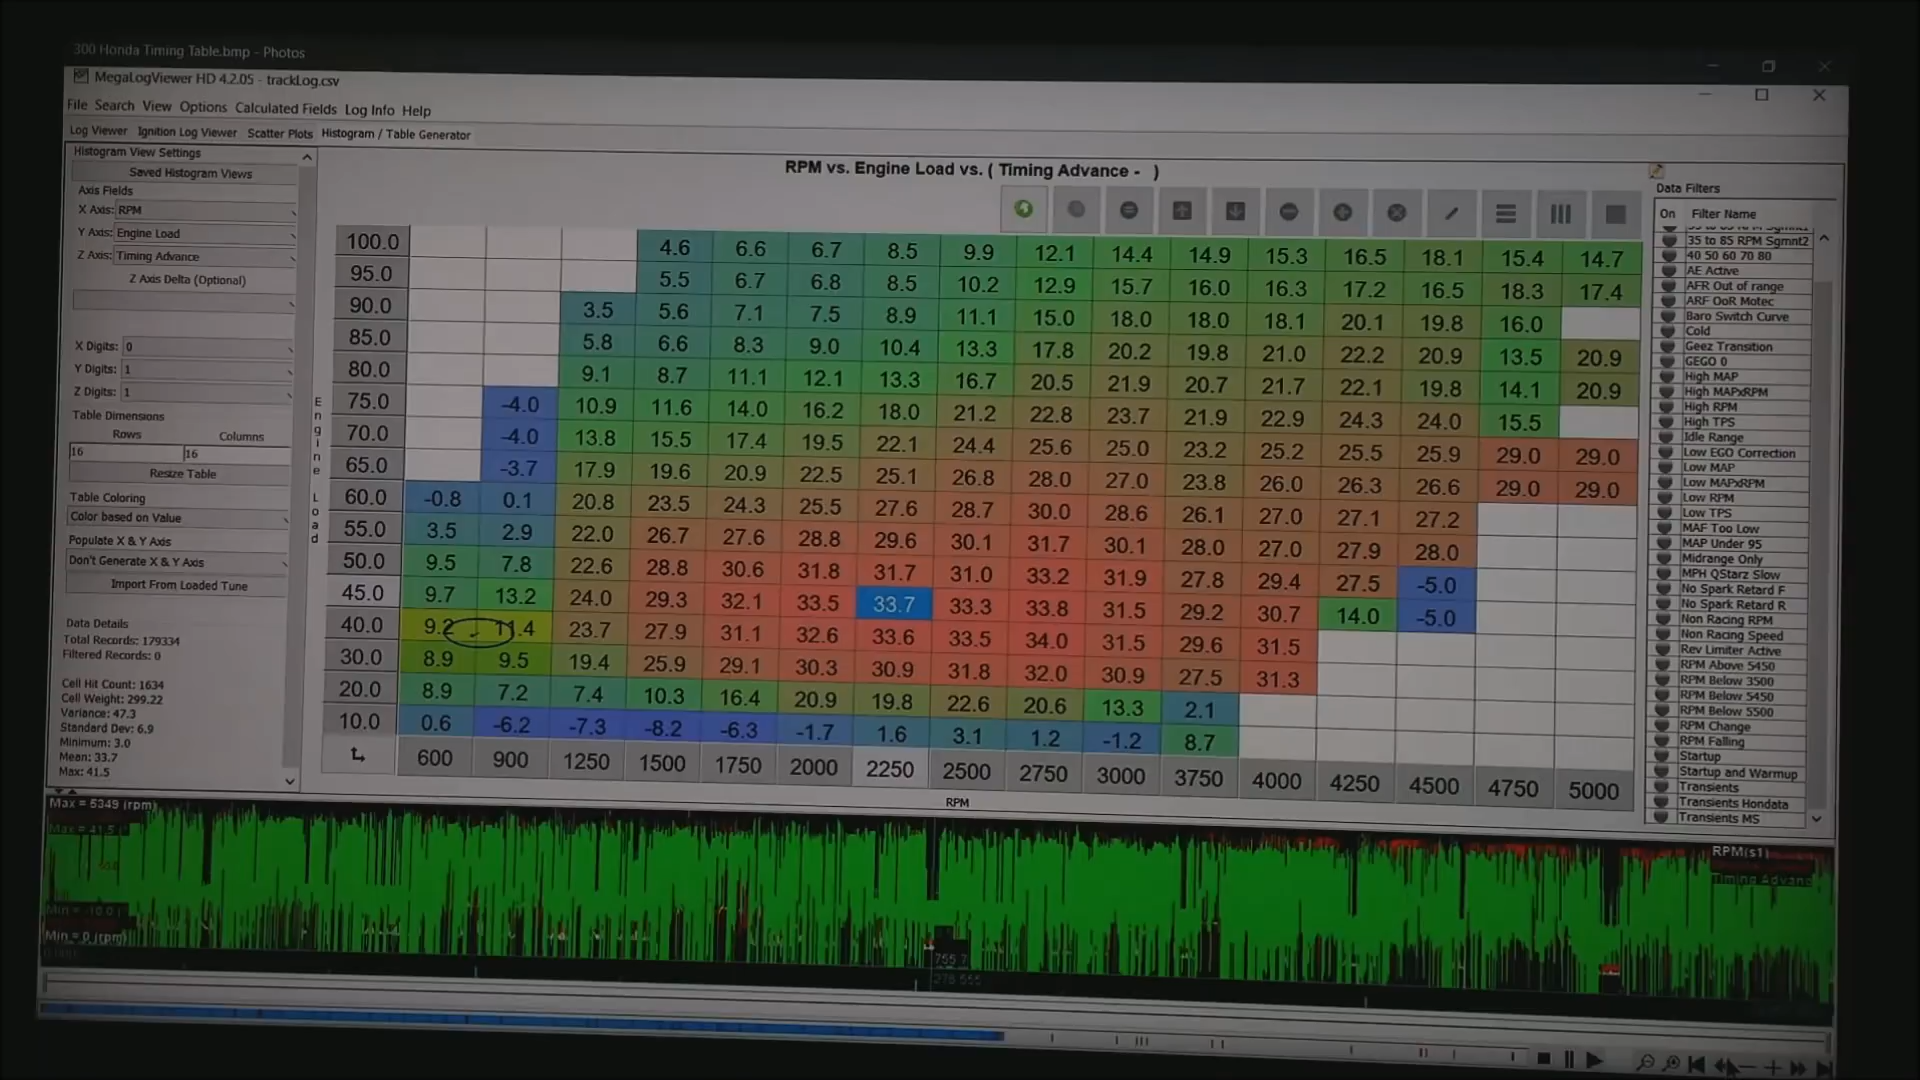 300 Honda Timing Table.bmp - Photos
MegaLogViewer HD 4.2.05 - trackLog.csv
File Search View Options Calculated Fields Log Info Help
Log Viewer Ignition Log Viewer Scatter Plots Histogram / Table Generator
Histogram View Settings
Saved Histogram Views
Axis Fields
X Axis: RPM
Y Axis: Engine Load
Z Axis: Timing Advance
Z Axis Delta (Optional)
X Digits: 0
Y Digits: 1
Z Digits: 1
Table Dimensions
Rows Columns
16 16
Resize Table
Table Coloring
Color based on Value
Populate X & Y Axis
Don't Generate X & Y Axis
Import From Loaded Tune
Data Details
Total Records: 179334
Filtered Records: 0
Cell Hit Count: 1634
Cell Weight: 299.22
Variance: 47.3
Standard Dev: 6.9
Minimum: 3.0
Mean: 33.7
Max: 41.5
RPM vs. Engine Load vs. ( Timing Advance - )
Engine Load
100.0 4.6 6.6 6.7 8.5 9.9 12.1 14.4 14.9 15.3 16.5 18.1 15.4 14.7
95.0 5.5 6.7 6.8 8.5 10.2 12.9 15.7 16.0 16.3 17.2 16.5 18.3 17.4
90.0 3.5 5.6 7.1 7.5 8.9 11.1 15.0 18.0 18.0 18.1 20.1 19.8 16.0
85.0 5.8 6.6 8.3 9.0 10.4 13.3 17.8 20.2 19.8 21.0 22.2 20.9 13.5 20.9
80.0 9.1 8.7 11.1 12.1 13.3 16.7 20.5 21.9 20.7 21.7 22.1 19.8 14.1 20.9
75.0 -4.0 10.9 11.6 14.0 16.2 18.0 21.2 22.8 23.7 21.9 22.9 24.3 24.0 15.5
70.0 -4.0 13.8 15.5 17.4 19.5 22.1 24.4 25.6 25.0 23.2 25.2 25.5 25.9 29.0 29.0
65.0 -3.7 17.9 19.6 20.9 22.5 25.1 26.8 28.0 27.0 23.8 26.0 26.3 26.6 29.0 29.0
60.0 -0.8 0.1 20.8 23.5 24.3 25.5 27.6 28.7 30.0 28.6 26.1 27.0 27.1 27.2
55.0 3.5 2.9 22.0 26.7 27.6 28.8 29.6 30.1 31.7 30.1 28.0 27.0 27.9 28.0
50.0 9.5 7.8 22.6 28.8 30.6 31.8 31.7 31.0 33.2 31.9 27.8 29.4 27.5 -5.0
45.0 9.7 13.2 24.0 29.3 32.1 33.5 33.7 33.3 33.8 31.5 29.2 30.7 14.0 -5.0
40.0 9.2 11.4 23.7 27.9 31.1 32.6 33.6 33.5 34.0 31.5 29.6 31.5
30.0 8.9 9.5 19.4 25.9 29.1 30.3 30.9 31.8 32.0 30.9 27.5 31.3
20.0 8.9 7.2 7.4 10.3 16.4 20.9 19.8 22.6 20.6 13.3 2.1
10.0 0.6 -6.2 -7.3 -8.2 -6.3 -1.7 1.6 3.1 1.2 -1.2 8.7
600 900 1250 1500 1750 2000 2250 2500 2750 3000 3750 4000 4250 4500 4750 5000
RPM
Data Filters
On Filter Name
35 to 85 RPM Sgmnt2
40 50 60 70 80
AE Active
AFR Out of range
ARF OoR Motec
Baro Switch Curve
Cold
Geez Transition
GEGO 0
High MAP
High MAPxRPM
High RPM
High TPS
Idle Range
Low EGO Correction
Low MAP
Low MAPxRPM
Low RPM
Low TPS
MAF Too Low
MAP Under 95
Midrange Only
MPH QStarz Slow
No Spark Retard F
No Spark Retard R
Non Racing RPM
Non Racing Speed
Rev Limiter Active
RPM Above 5450
RPM Below 3500
RPM Below 5450
RPM Below 5500
RPM Change
RPM Falling
Startup
Startup and Warmup
Transients
Transients Hondata
Transients MS
Max = 5349 (rpm)
Max = 41.5
Min = -10.0
Min = 0 (rpm)
RPM(s1)
Timing Advanc
755.7